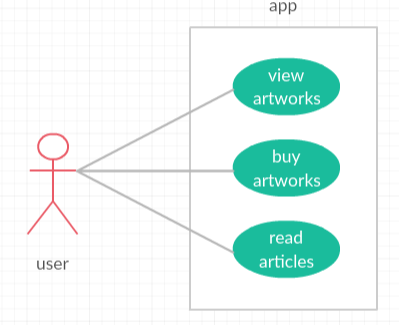 app
view
artworks
buy
artworks
read
articles
user